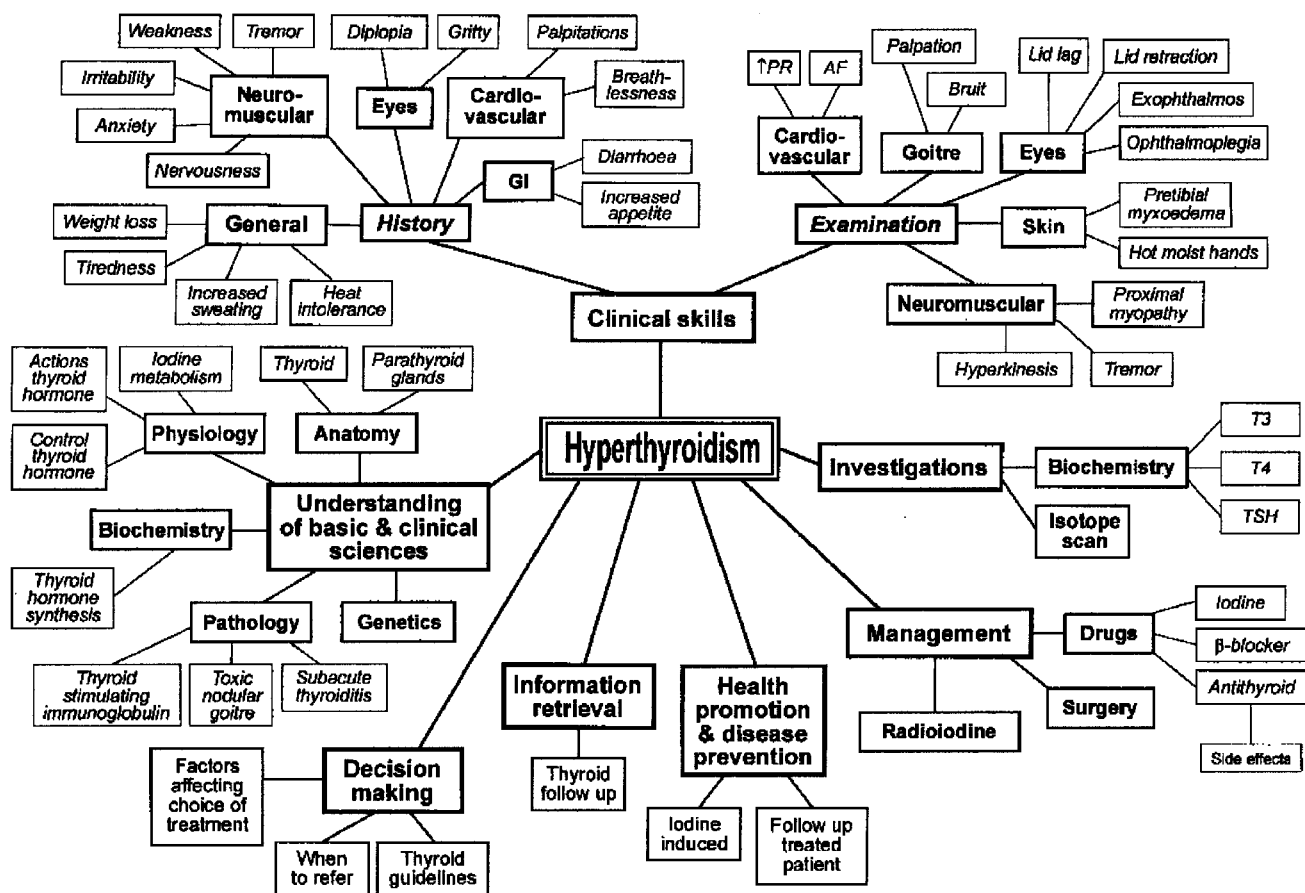 Weakness
Tremor
Irritability
Neuro-
muscular
Anxiety
Nervousness
Diplopia
Gritty
Eyes
Palpitations
Cardio-
vascular
Breath-
lessness
GI
Diarrhoea
Increased
appetite
Weight loss
General
History
Tiredness
Increased
sweating
Heat
intolerance
↑PR
AF
Cardio-
vascular
Palpation
Bruit
Goitre
Lid lag
Lid retraction
Exophthalmos
Ophthalmoplegia
Eyes
Examination
Skin
Pretibial
myxoedema
Hot moist hands
Neuromuscular
Proximal
myopathy
Hyperkinesis
Tremor
Clinical skills
Hyperthyroidism
Actions
thyroid
hormone
Iodine
metabolism
Control
thyroid
hormone
Physiology
Thyroid
Parathyroid
glands
Anatomy
Understanding
of basic & clinical
sciences
Biochemistry
Thyroid
hormone
synthesis
Pathology
Genetics
Thyroid
stimulating
immunoglobulin
Toxic
nodular
goitre
Subacute
thyroiditis
Investigations
Biochemistry
T3
T4
TSH
Isotope
scan
Management
Drugs
Iodine
β-blocker
Antithyroid
Side effects
Surgery
Radioiodine
Information
retrieval
Thyroid
follow up
Health
promotion
& disease
prevention
Iodine
induced
Follow up
treated
patient
Decision
making
Factors
affecting
choice of
treatment
When
to refer
Thyroid
guidelines